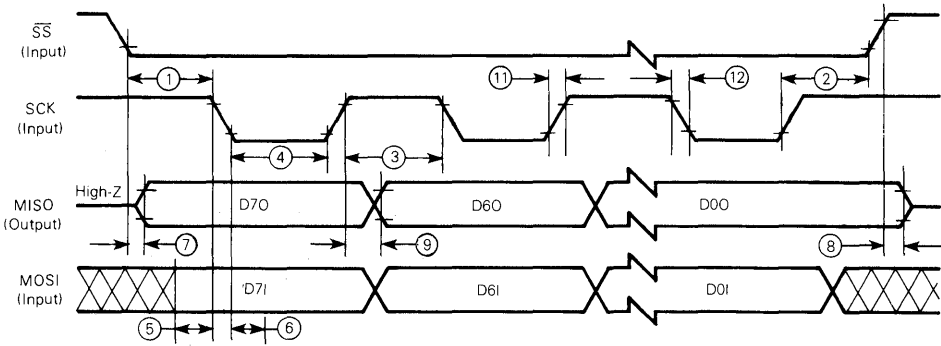 SS
(Input)
1
11
12
2
SCK
(Input)
4
3
High-Z
MISO
(Output)
D7O
D6O
D0O
7
9
8
MOSI
(Input)
'D7I
D6I
D0I
5
6